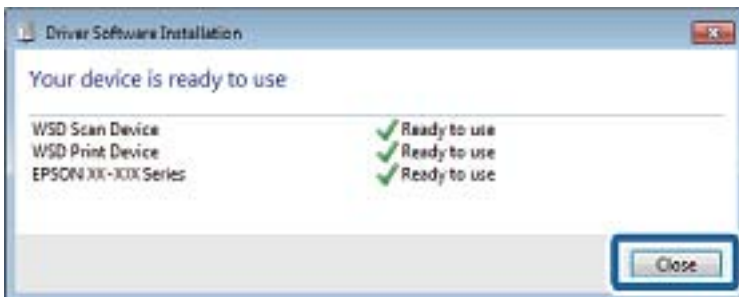 Driver Software Installation
Your device is ready to use
WSD Scan Device Ready to use
WSD Print Device Ready to use
EPSON XX-XXX Series Ready to use
Close